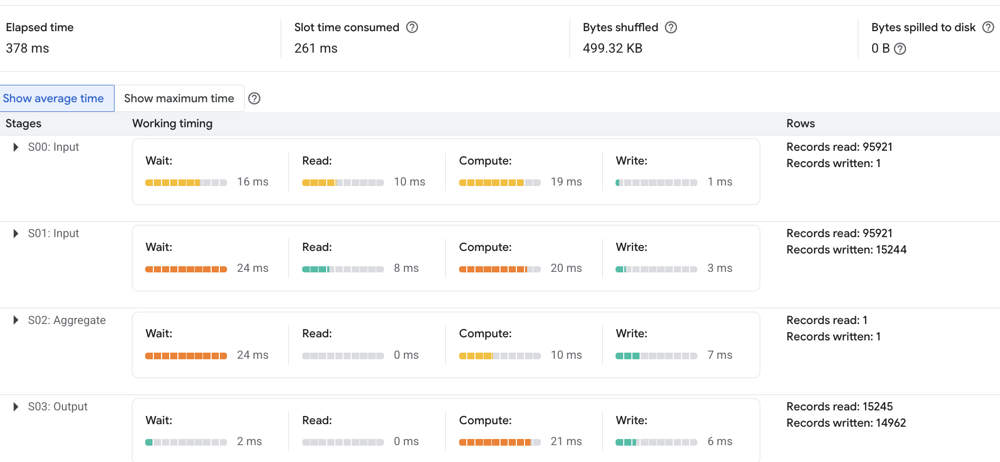 Elapsed time
378 ms
Slot time consumed
261 ms
Bytes shuffled
499.32 KB
Bytes spilled to disk
0 B
Show average time
Show maximum time
Stages
Working timing
Rows
S00: Input
Wait:
16 ms
Read:
10 ms
Compute:
19 ms
Write:
1 ms
Records read: 95921
Records written: 1
S01: Input
Wait:
24 ms
Read:
8 ms
Compute:
20 ms
Write:
3 ms
Records read: 95921
Records written: 15244
S02: Aggregate
Wait:
24 ms
Read:
0 ms
Compute:
10 ms
Write:
7 ms
Records read: 1
Records written: 1
S03: Output
Wait:
2 ms
Read:
0 ms
Compute:
21 ms
Write:
6 ms
Records read: 15245
Records written: 14962